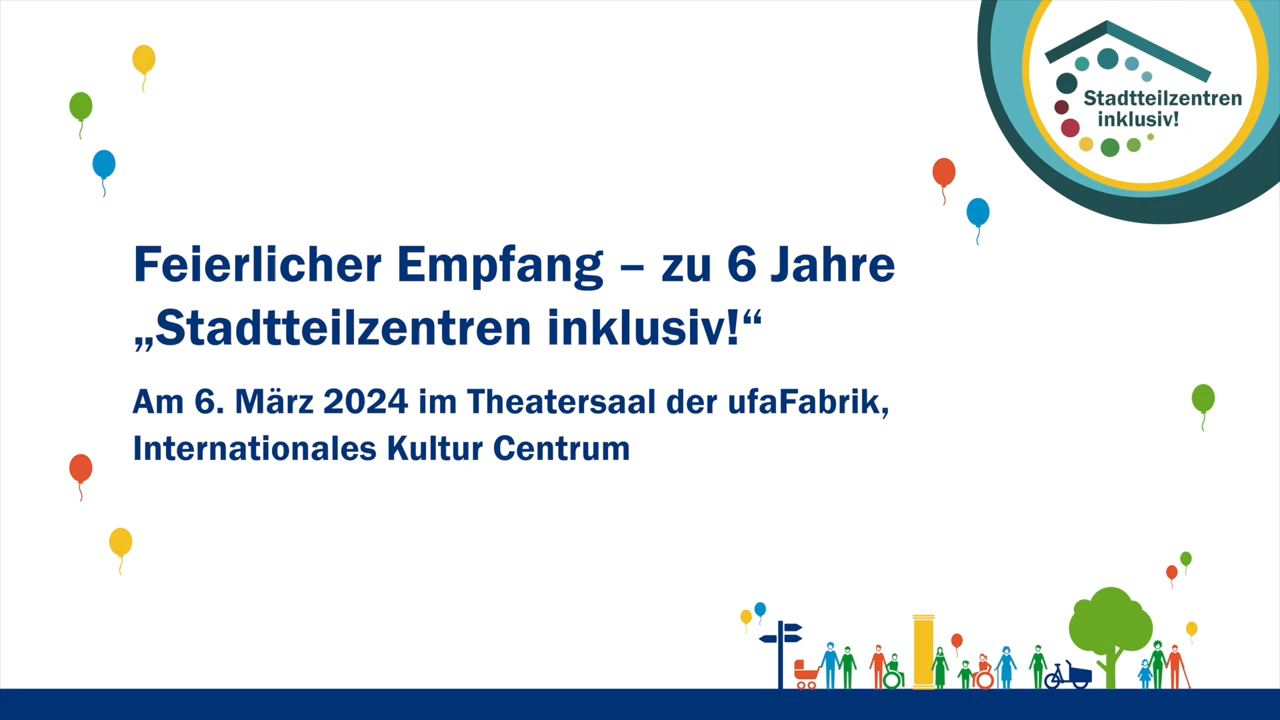 Stadtteilzentren
inklusiv!
Feierlicher Empfang – zu 6 Jahre
„Stadtteilzentren inklusiv!“
Am 6. März 2024 im Theatersaal der ufaFabrik,
Internationales Kultur Centrum